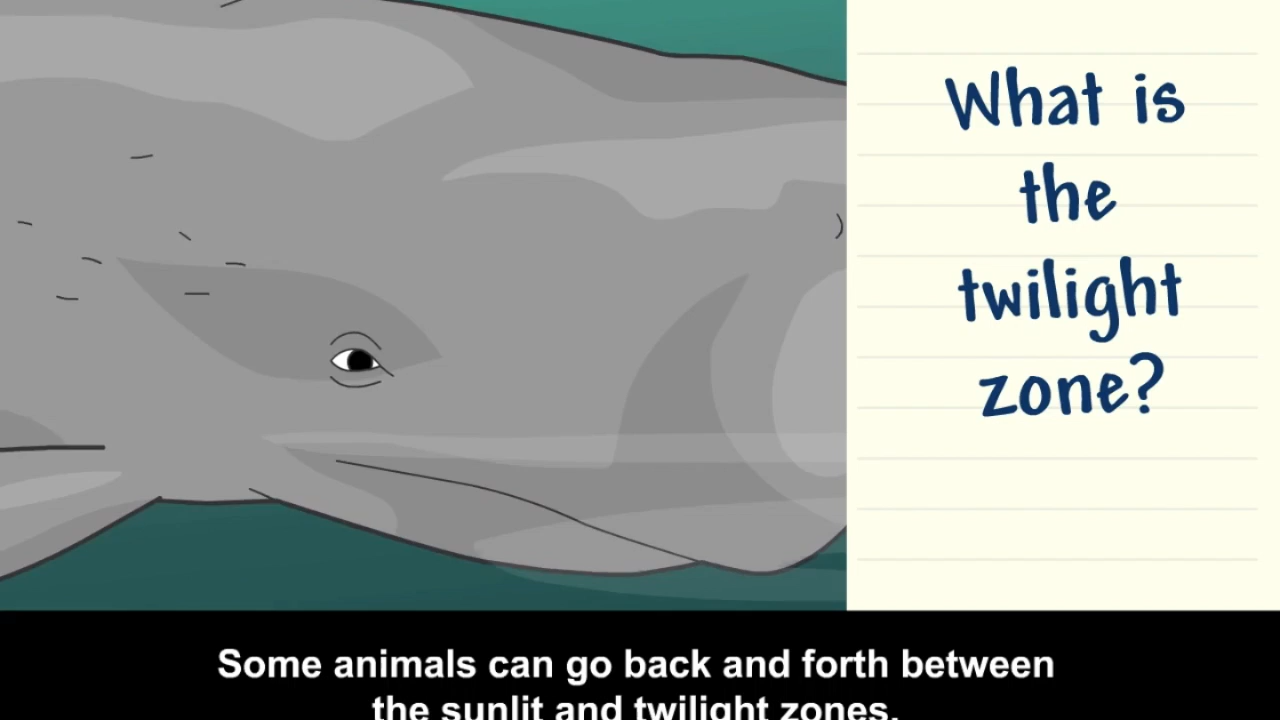 What is
the
twilight
zone?
Some animals can go back and forth between
the sunlit and twilight zones.